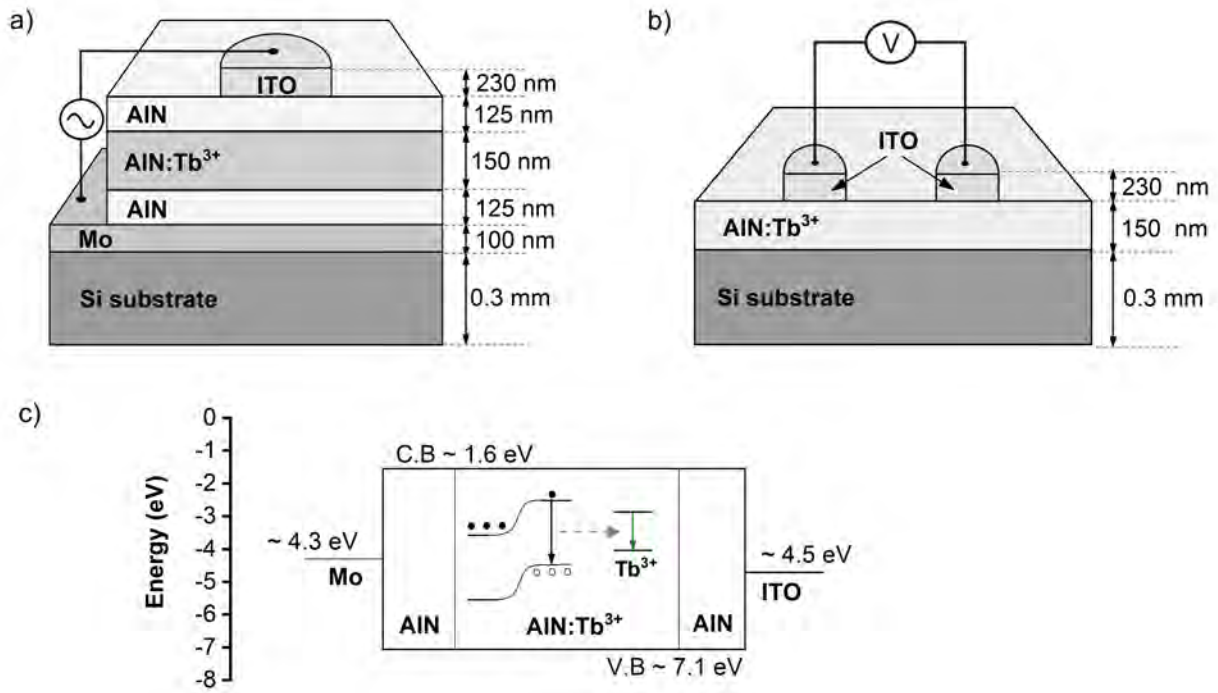 a)
ITO
230 nm
AlN
125 nm
AlN:Tb³⁺
150 nm
AlN
125 nm
Mo
100 nm
Si substrate
0.3 mm
b)
V
ITO
230 nm
AlN:Tb³⁺
150 nm
Si substrate
0.3 mm
c)
Energy (eV)
0
-1
-2
-3
-4
-5
-6
-7
-8
C.B ~ 1.6 eV
~ 4.3 eV
Mo
Tb³⁺
~ 4.5 eV
ITO
AlN
AlN:Tb³⁺
AlN
V.B ~ 7.1 eV